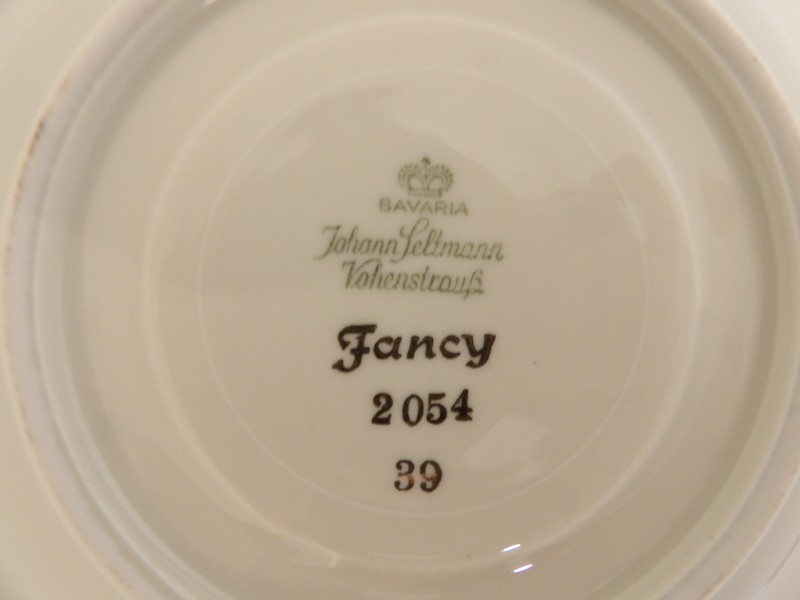 BAVARIA
Johann Seltmann
Vohenstrauß
Fancy
2054
39